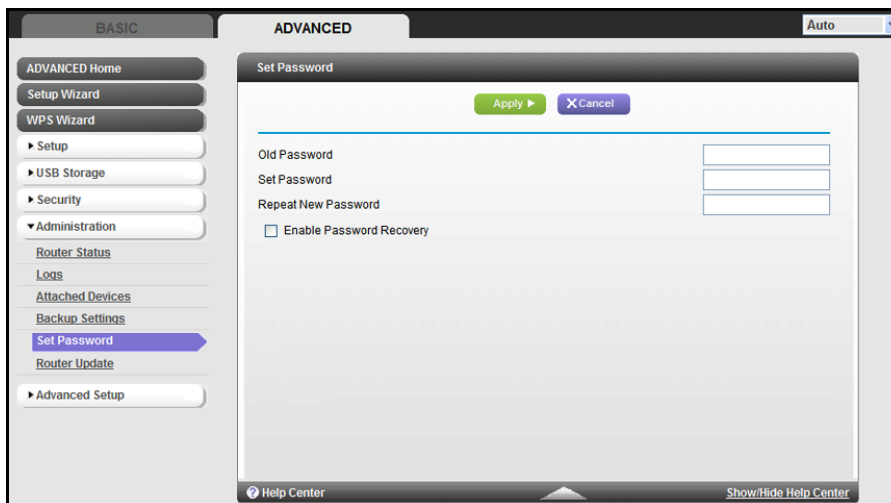 BASIC
ADVANCED
Auto
ADVANCED Home
Setup Wizard
WPS Wizard
Setup
USB Storage
Security
Administration
Router Status
Logs
Attached Devices
Backup Settings
Set Password
Router Update
Advanced Setup
Set Password
Apply
Cancel
Old Password
Set Password
Repeat New Password
Enable Password Recovery
Help Center
Show/Hide Help Center